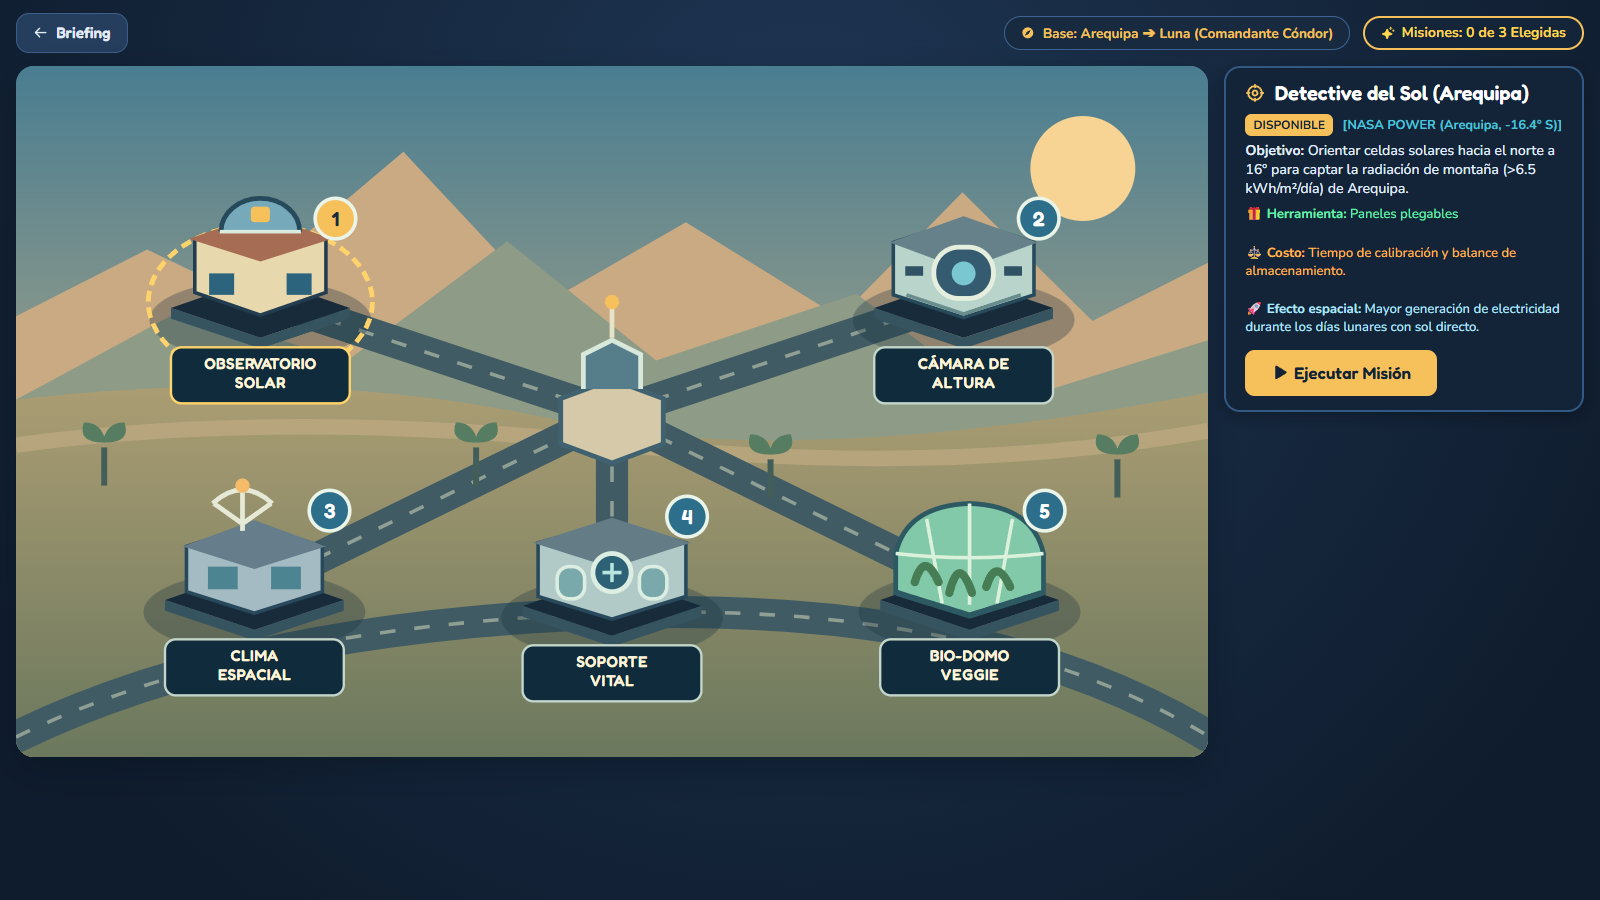 ← Briefing
Base: Arequipa ➔ Luna (Comandante Cóndor)
Misiones: 0 de 3 Elegidas
Detective del Sol (Arequipa)
DISPONIBLE [NASA POWER (Arequipa, -16.4° S)]
Objetivo: Orientar celdas solares hacia el norte a
16° para captar la radiación de montaña (>6.5
kWh/m²/día) de Arequipa.
🎁 Herramienta: Paneles plegables
⚖️ Costo: Tiempo de calibración y balance de
almacenamiento.
🚀 Efecto espacial: Mayor generación de electricidad
durante los días lunares con sol directo.
▶ Ejecutar Misión
1
OBSERVATORIO
SOLAR
2
CÁMARA DE
ALTURA
3
CLIMA
ESPACIAL
4
SOPORTE
VITAL
5
BIO-DOMO
VEGGIE